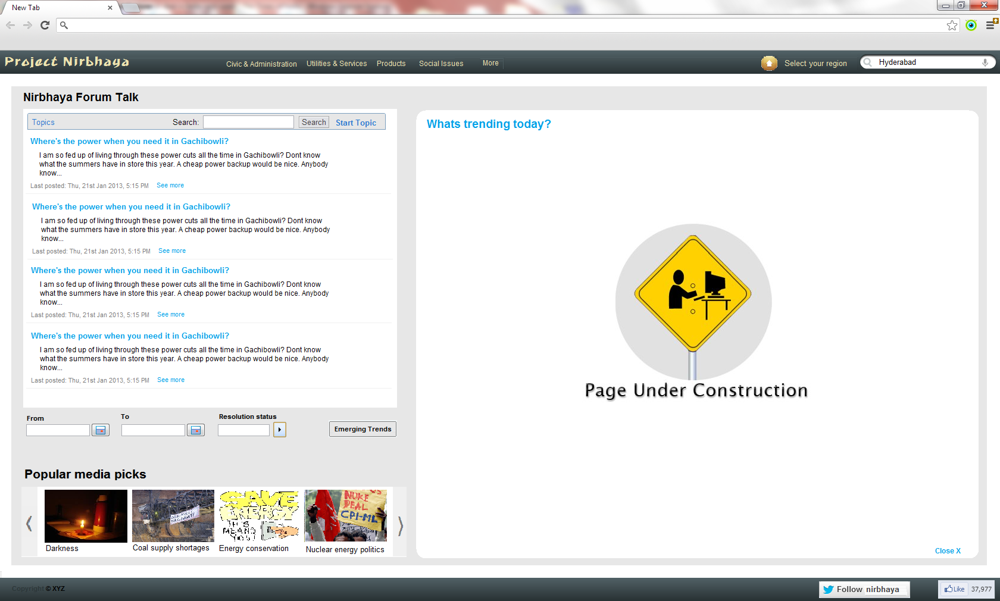 New Tab
Project Nirbhaya
Civic & Administration
Utilities & Services
Products
Social Issues
More
Select your region
Hyderabad
Nirbhaya Forum Talk
Topics
Search:
Search
Start Topic
Where's the power when you need it in Gachibowli?
I am so fed up of living through these power cuts all the time in Gachibowli? Dont know
what the summers have in store this year. A cheap power backup would be nice. Anybody
know...
Last posted: Thu, 21st Jan 2013, 5:15 PM
See more
Where's the power when you need it in Gachibowli?
I am so fed up of living through these power cuts all the time in Gachibowli? Dont know
what the summers have in store this year. A cheap power backup would be nice. Anybody
know...
Last posted: Thu, 21st Jan 2013, 5:15 PM
See more
Where's the power when you need it in Gachibowli?
I am so fed up of living through these power cuts all the time in Gachibowli? Dont know
what the summers have in store this year. A cheap power backup would be nice. Anybody
know...
Last posted: Thu, 21st Jan 2013, 5:15 PM
See more
Where's the power when you need it in Gachibowli?
I am so fed up of living through these power cuts all the time in Gachibowli? Dont know
what the summers have in store this year. A cheap power backup would be nice. Anybody
know...
Last posted: Thu, 21st Jan 2013, 5:15 PM
See more
From
To
Resolution status
Emerging Trends
Popular media picks
SAVE
ENERGY
THIS
MEANS
YOU!
NUKE
DEAL
CPI-ML
Darkness
Coal supply shortages
Energy conservation
Nuclear energy politics
Whats trending today?
Page Under Construction
Close X
Copyright © XYZ
Follow nirbhaya
Like
37,977